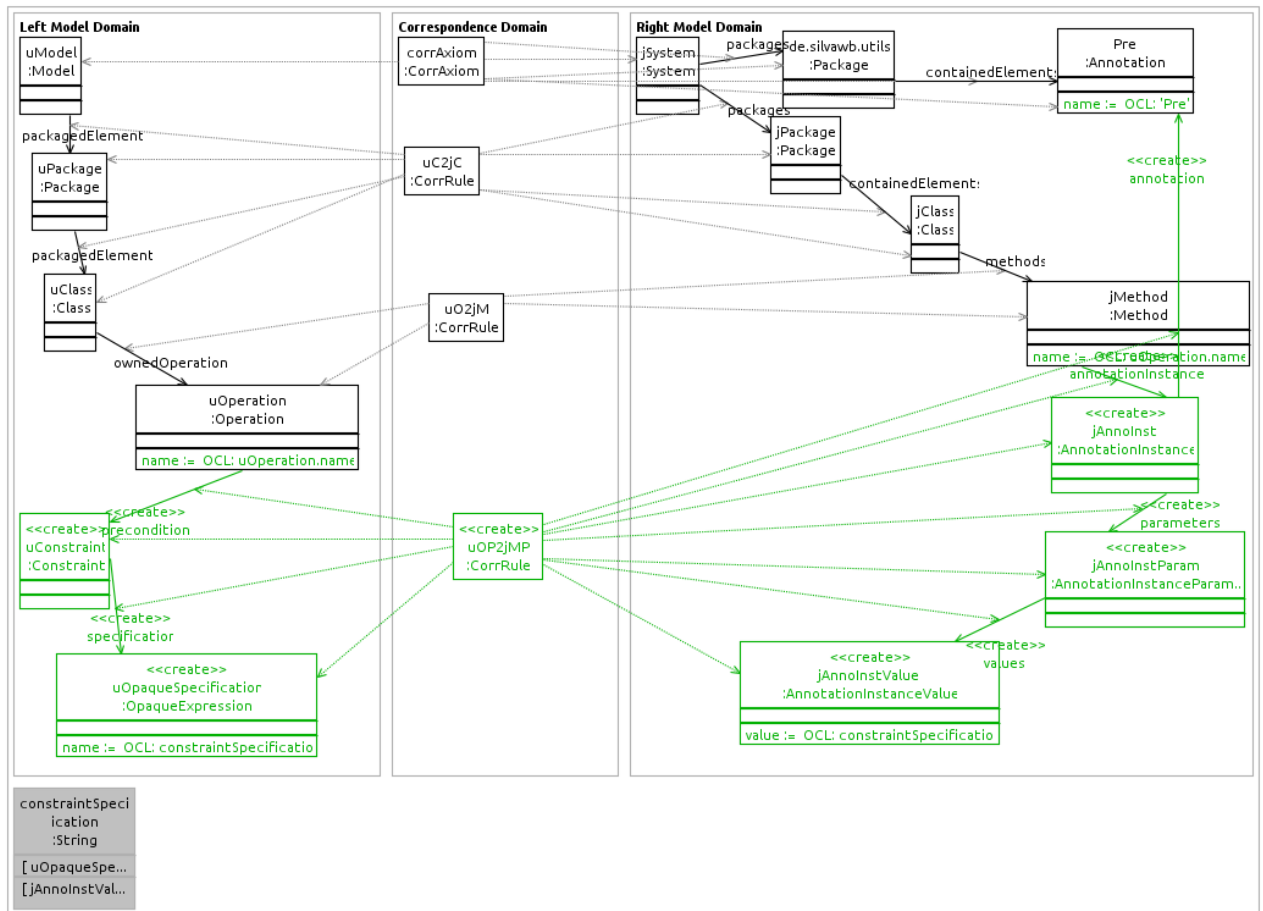 Left Model Domain
uModel
:Model
packagedElement
uPackage
:Package
packagedElement
uClass
:Class
ownedOperation
uOperation
:Operation
name := OCL: uOperation.name
<<create>>
precondition
<<create>>
uConstraint
:Constraint
<<create>>
specification
<<create>>
uOpaqueSpecification
:OpaqueExpression
name := OCL: constraintSpecificatio
Correspondence Domain
corrAxiom
:CorrAxiom
uC2jC
:CorrRule
uO2jM
:CorrRule
<<create>>
uOP2jMP
:CorrRule
Right Model Domain
jSystem
:System
packages
de.silvawb.utils
:Package
containedElements
Pre
:Annotation
name := OCL: 'Pre'
packages
jPackage
:Package
containedElements
jClass
:Class
methods
<<create>>
annotation
jMethod
:Method
name := OCL: uOperation.name
<<create>>
annotationInstance
<<create>>
jAnnoInst
:AnnotationInstance
<<create>>
parameters
<<create>>
jAnnoInstParam
:AnnotationInstanceParam...
<<create>>
values
<<create>>
jAnnoInstValue
:AnnotationInstanceValue
value := OCL: constraintSpecificatio
constraintSpeci
ication
:String
[ uOpaqueSpe...
[ jAnnoInstVal...